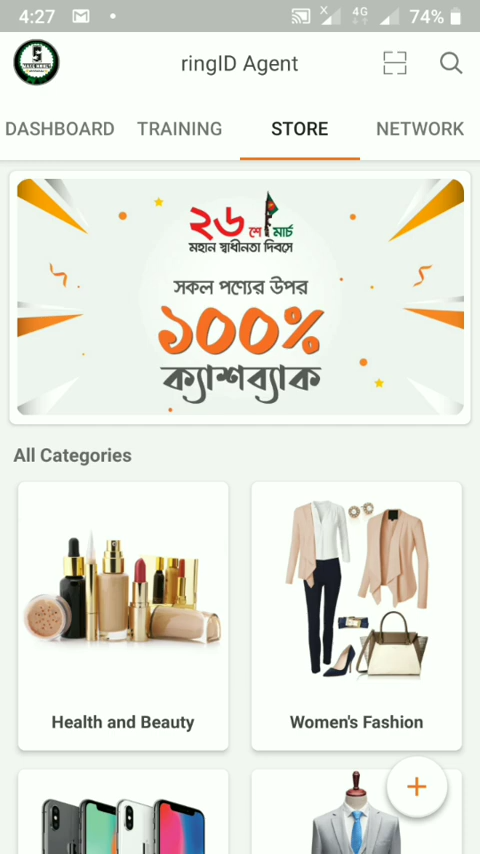 4:27
X
4G
74%
ringID Agent
DASHBOARD TRAINING STORE NETWORK
২৬ শে মার্চ
মহান স্বাধীনতা দিবসে
সকল পণ্যের উপর
১০০%
ক্যাশব্যাক
All Categories
Health and Beauty
Women's Fashion